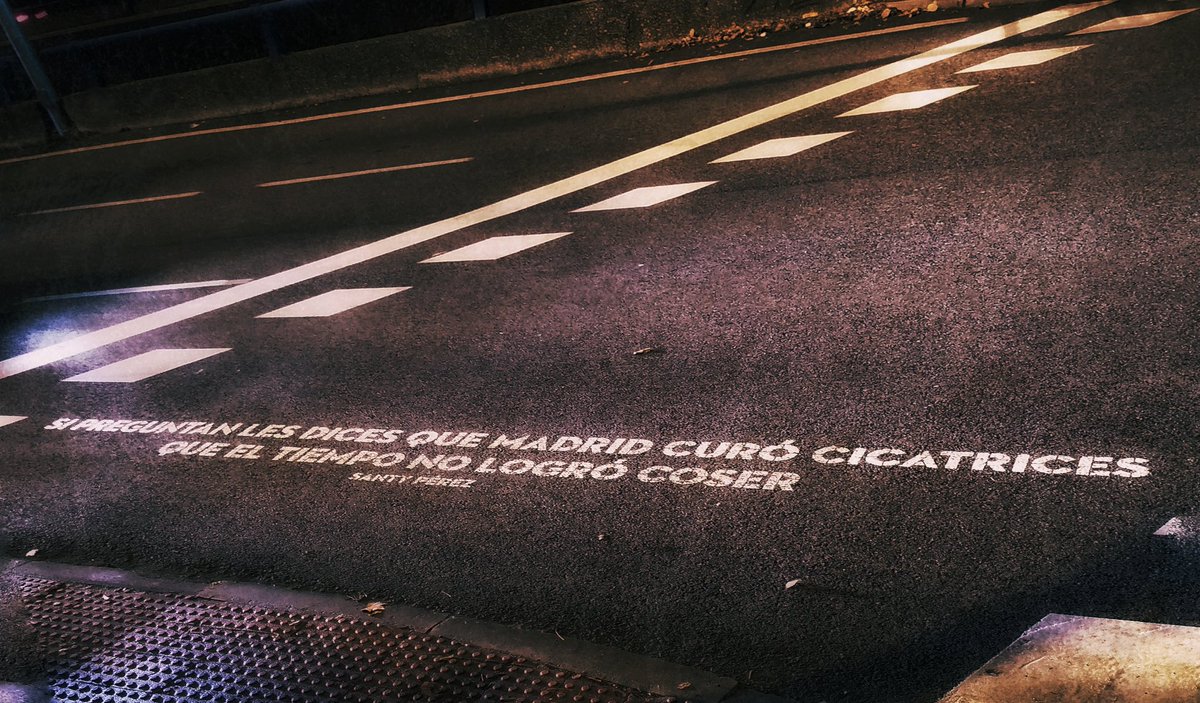 SI PREGUNTAN LES DICES QUE MADRID CURÓ CICATRICES
QUE EL TIEMPO NO LOGRÓ COSER
SANTY PÉREZ